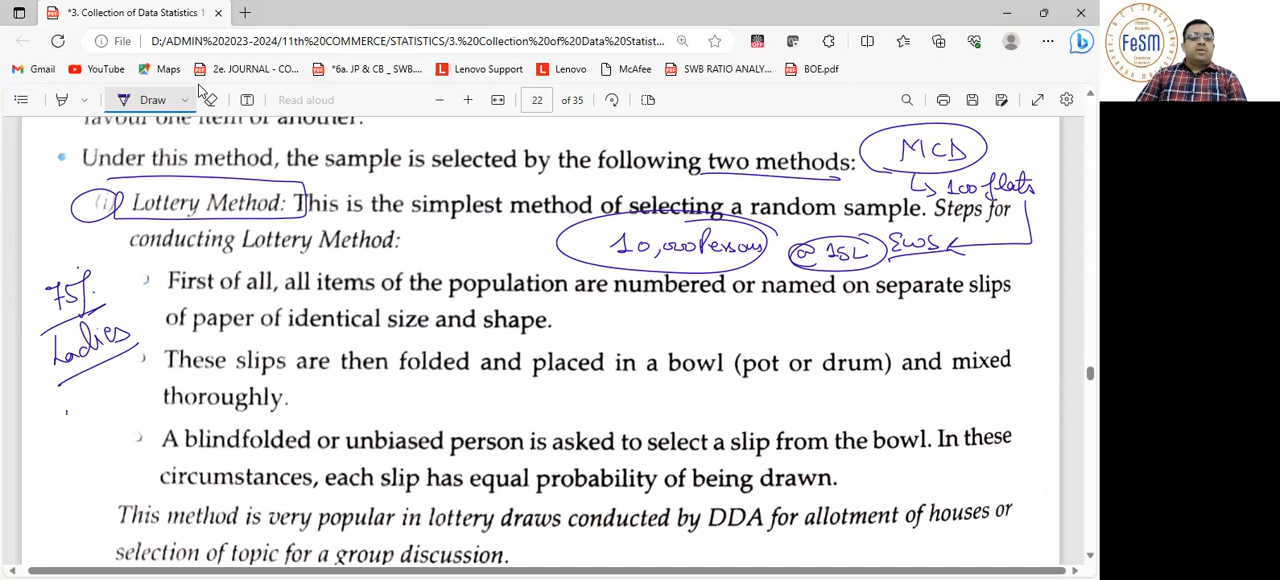 *3. Collection of Data Statistics 1
File
D:/ADMIN%202023-2024/11th%20COMMERCE/STATISTICS/3.%20Collection%20of%20Data%20Statist...
Gmail
YouTube
Maps
2e. JOURNAL - CO...
*6a. JP & CB _ SWB....
Lenovo Support
Lenovo
McAfee
SWB RATIO ANALY...
BOE.pdf
Draw
Read aloud
22
of 35
favour one item or another.
Under this method, the sample is selected by the following two methods:
MCD
100 flats
(i) Lottery Method: This is the simplest method of selecting a random sample. Steps for
conducting Lottery Method:
10,000 Persons
@ 15L
EWS
75%
Ladies
First of all, all items of the population are numbered or named on separate slips
of paper of identical size and shape.
These slips are then folded and placed in a bowl (pot or drum) and mixed
thoroughly.
A blindfolded or unbiased person is asked to select a slip from the bowl. In these
circumstances, each slip has equal probability of being drawn.
This method is very popular in lottery draws conducted by DDA for allotment of houses or
selection of topic for a group discussion.
FeSM